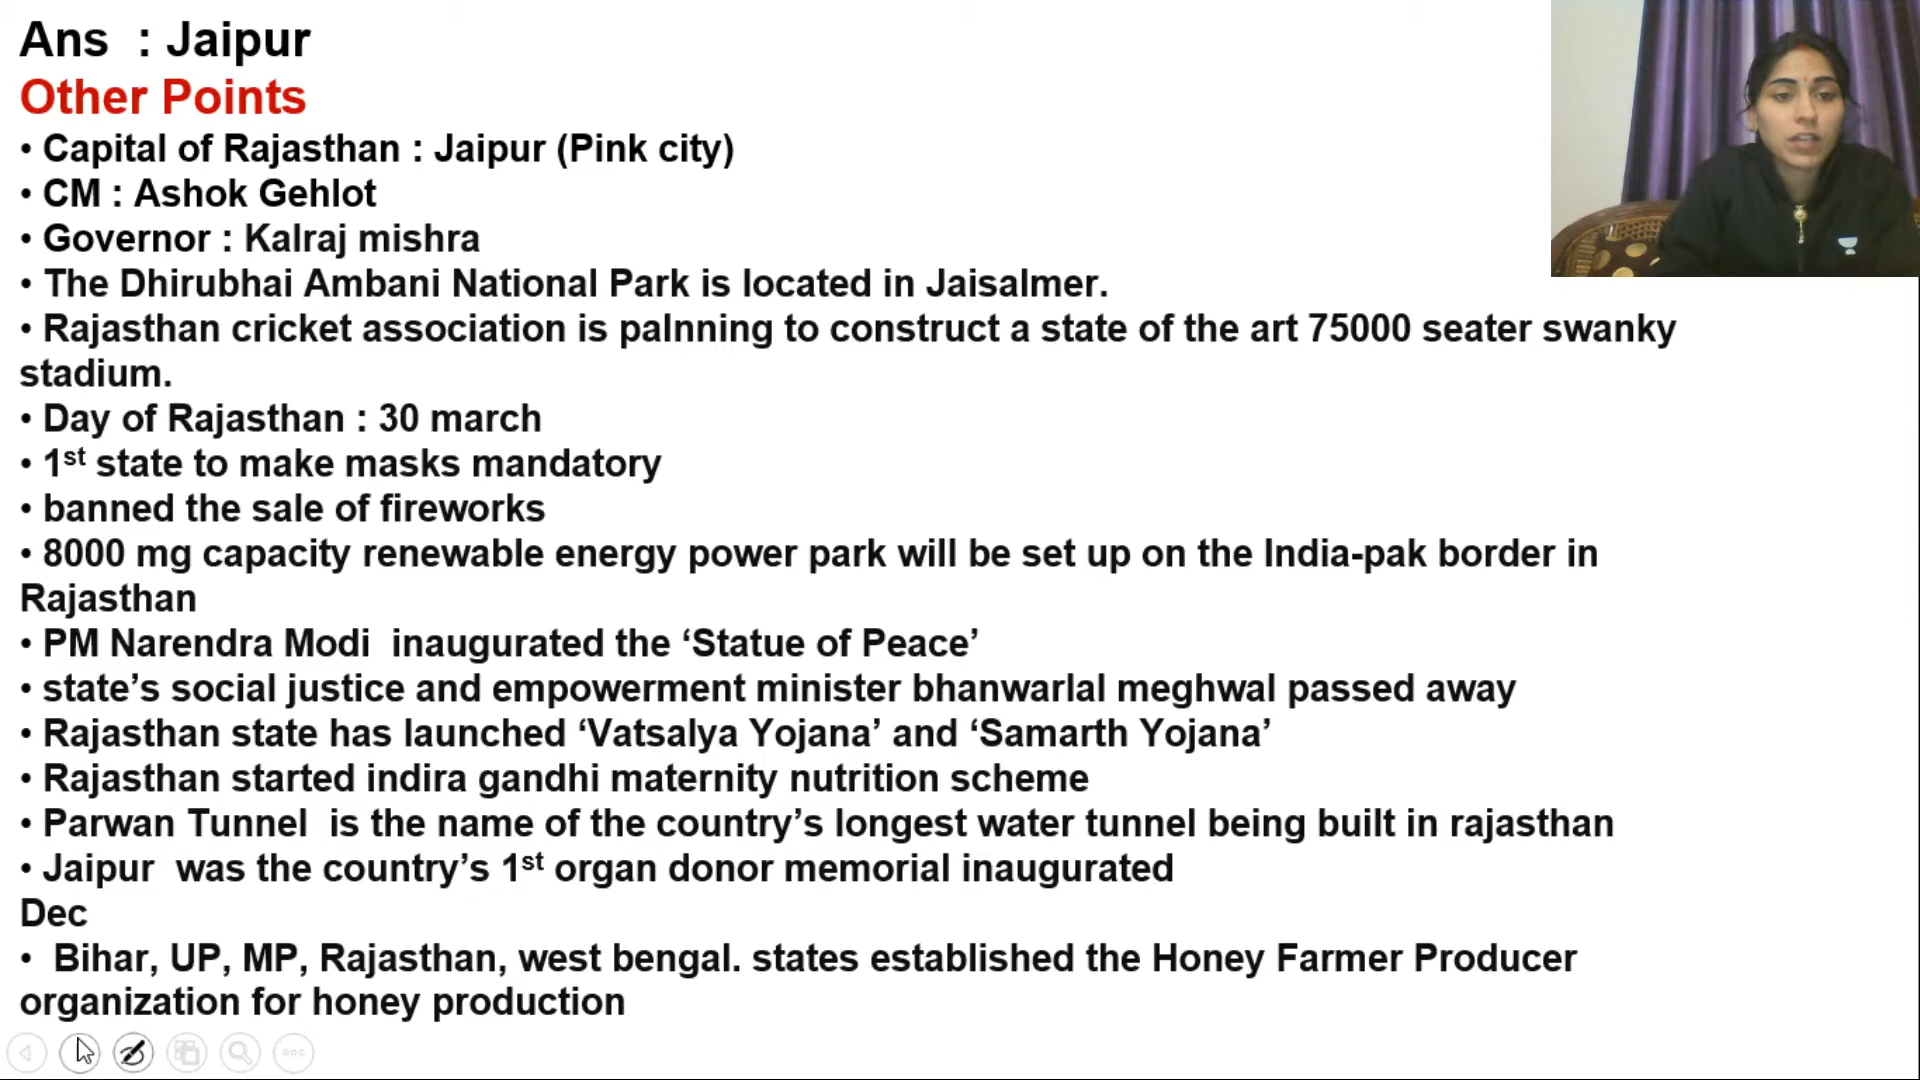 Ans : Jaipur
Other Points
• Capital of Rajasthan : Jaipur (Pink city)
• CM : Ashok Gehlot
• Governor : Kalraj mishra
• The Dhirubhai Ambani National Park is located in Jaisalmer.
• Rajasthan cricket association is palnning to construct a state of the art 75000 seater swanky
stadium.
• Day of Rajasthan : 30 march
• 1st state to make masks mandatory
• banned the sale of fireworks
• 8000 mg capacity renewable energy power park will be set up on the India-pak border in
Rajasthan
• PM Narendra Modi inaugurated the ‘Statue of Peace’
• state’s social justice and empowerment minister bhanwarlal meghwal passed away
• Rajasthan state has launched ‘Vatsalya Yojana’ and ‘Samarth Yojana’
• Rajasthan started indira gandhi maternity nutrition scheme
• Parwan Tunnel is the name of the country’s longest water tunnel being built in rajasthan
• Jaipur was the country’s 1st organ donor memorial inaugurated
Dec
• Bihar, UP, MP, Rajasthan, west bengal. states established the Honey Farmer Producer
organization for honey production